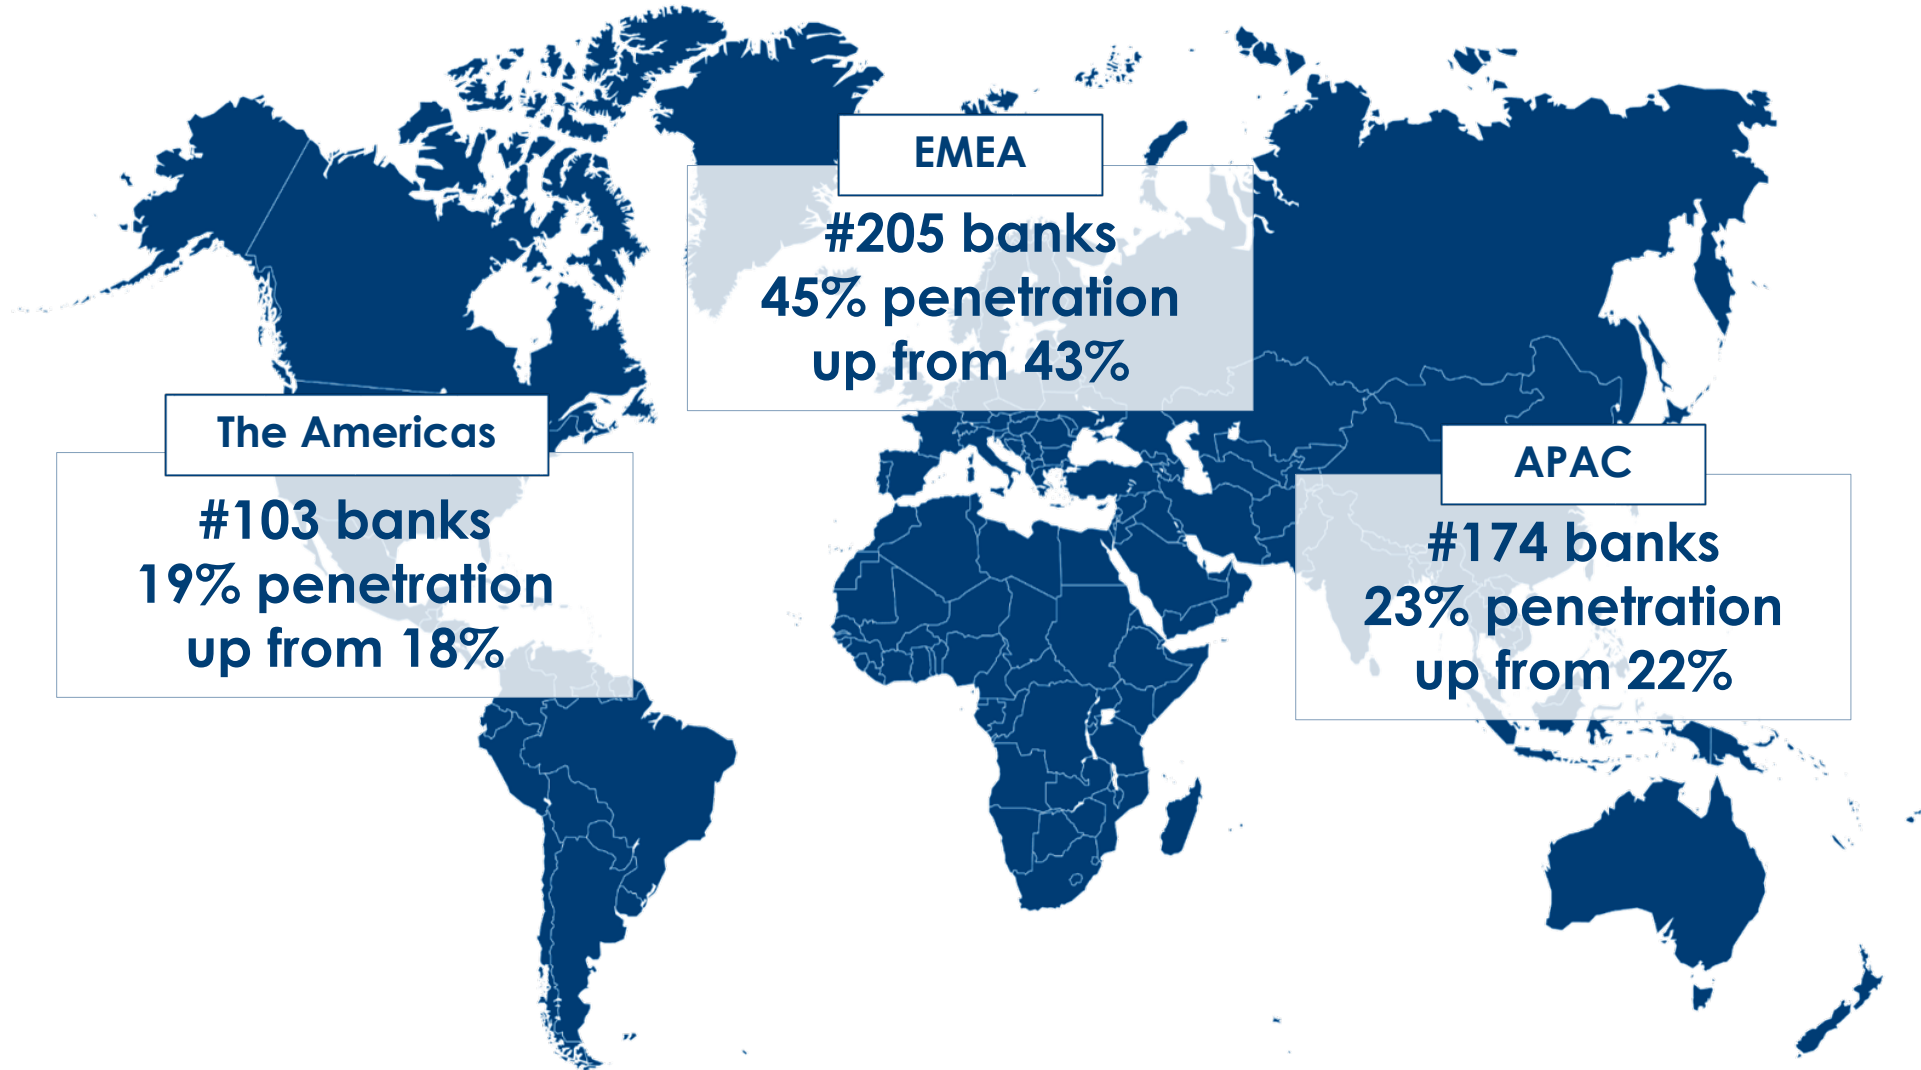 EMEA
#205 banks
45% penetration
up from 43%
The Americas
#103 banks
19% penetration
up from 18%
APAC
#174 banks
23% penetration
up from 22%